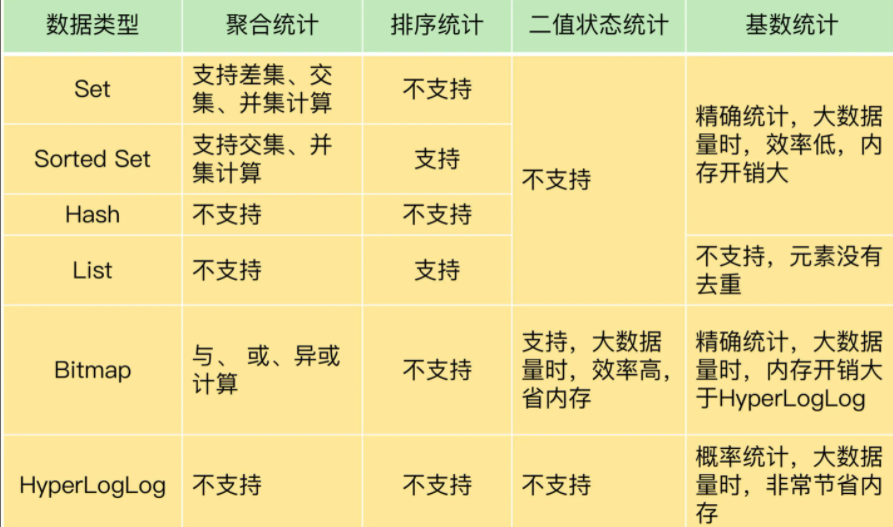 数据类型 聚合统计 排序统计 二值状态统计 基数统计
Set
支持差集、交
集、并集计算
不支持
不支持
精确统计，大数据
量时，效率低，内
存开销大
Sorted Set
支持交集、并
集计算
支持
Hash
不支持
不支持
List
不支持
支持
不支持，元素没有
去重
Bitmap
与、 或、异或
计算
不支持
支持，大数据
量时，效率高，
省内存
精确统计，大数据
量时，内存开销大
于HyperLogLog
HyperLogLog
不支持
不支持
不支持
概率统计，大数据
量时，非常节省内
存